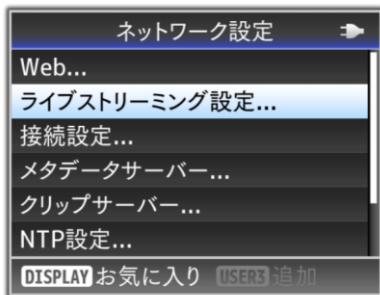 ネットワーク設定
Web...
ライブストリーミング設定...
接続設定...
メタデータサーバー...
クリップサーバー...
NTP設定...
DISPLAY お気に入り USER3 追加